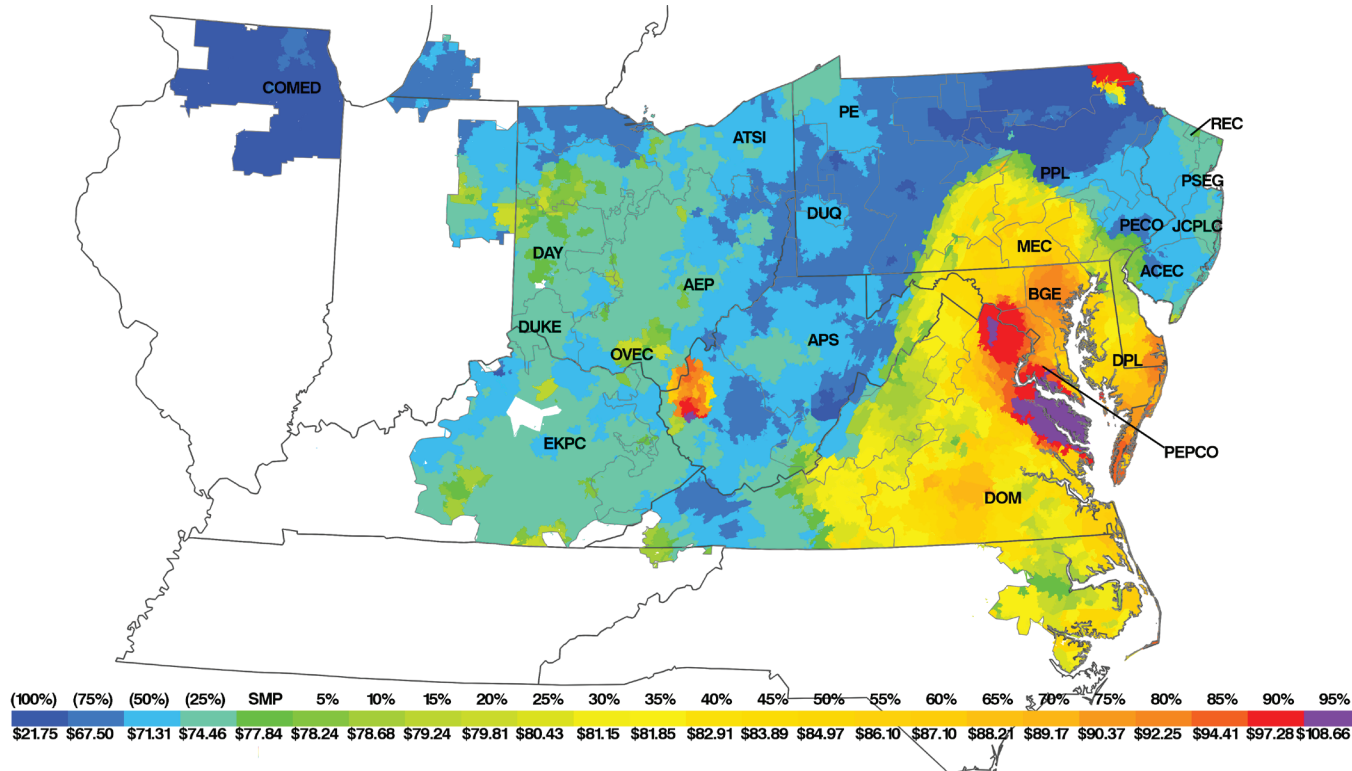 COMED
REC
PE
ATSI
PPL
PSEG
DUQ
PECO
JCPLC
MEC
DAY
ACEC
AEP
BGE
DUKE
APS
OVEC
DPL
EKPC
PEPCO
DOM
(100%) (75%) (50%) (25%) SMP 5% 10% 15% 20% 25% 30% 35% 40% 45% 50% 55% 60% 65% 70% 75% 80% 85% 90% 95%
$21.75 $67.50 $71.31 $74.46 $77.84 $78.24 $78.68 $79.24 $79.81 $80.43 $81.15 $81.85 $82.91 $83.89 $84.97 $86.10 $87.10 $88.21 $89.17 $90.37 $92.25 $94.41 $97.28 $108.66